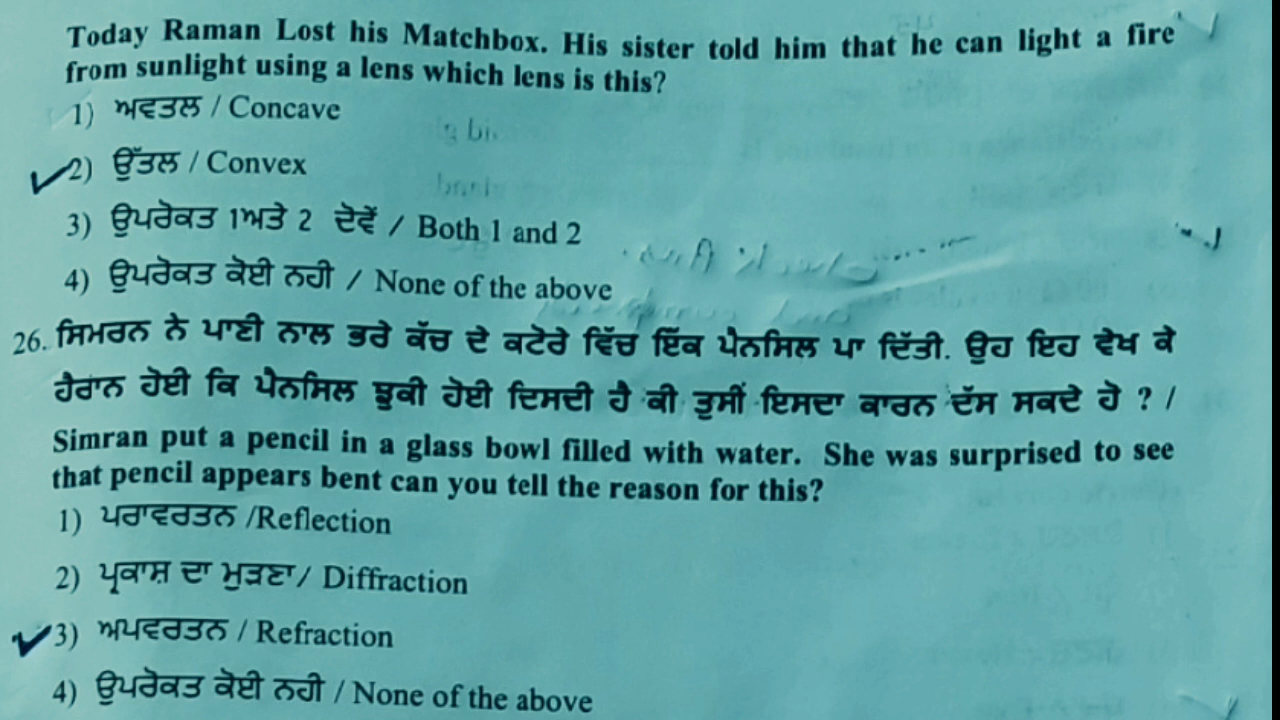 Today Raman Lost his Matchbox. His sister told him that he can light a fire
from sunlight using a lens which lens is this?
1) ਅਵਤਲ / Concave
2) ਉੱਤਲ / Convex
3) ਉਪਰੋਕਤ 1ਅਤੇ 2 ਦੋਵੇਂ / Both 1 and 2
4) ਉਪਰੋਕਤ ਕੋਈ ਨਹੀ / None of the above
26. ਸਿਮਰਨ ਨੇ ਪਾਣੀ ਨਾਲ ਭਰੇ ਕੱਚ ਦੇ ਕਟੋਰੇ ਵਿੱਚ ਇੱਕ ਪੈਨਸਿਲ ਪਾ ਦਿੱਤੀ. ਉਹ ਇਹ ਵੇਖ ਕੇ
ਹੈਰਾਨ ਹੋਈ ਕਿ ਪੈਨਸਿਲ ਝੁਕੀ ਹੋਈ ਦਿਸਦੀ ਹੈ ਕੀ ਤੁਸੀਂ ਇਸਦਾ ਕਾਰਨ ਦੱਸ ਸਕਦੇ ਹੋ ? /
Simran put a pencil in a glass bowl filled with water. She was surprised to see
that pencil appears bent can you tell the reason for this?
1) ਪਰਾਵਰਤਨ /Reflection
2) ਪ੍ਰਕਾਸ਼ ਦਾ ਮੁੜਣਾ/ Diffraction
3) ਅਪਵਰਤਨ / Refraction
4) ਉਪਰੋਕਤ ਕੋਈ ਨਹੀ / None of the above